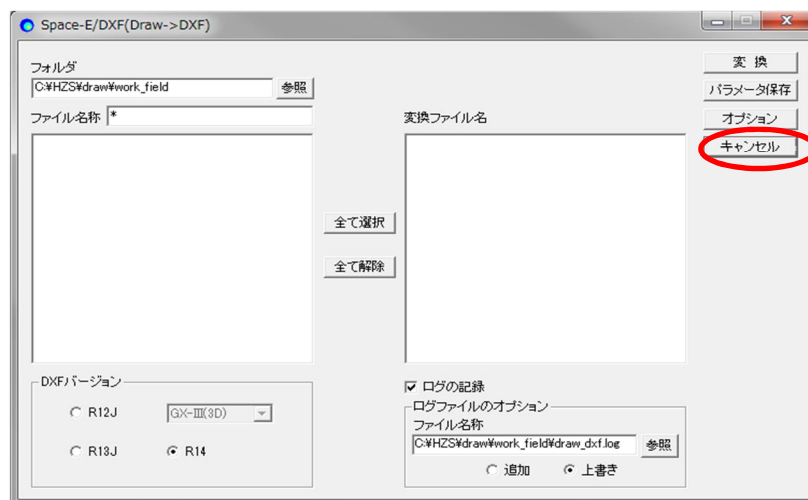 Space-E/DXF(Draw->DXF)
フォルダ
C:¥HZS¥draw¥work_field
参照
ファイル名称 *
変換ファイル名
変 換
パラメータ保存
オプション
キャンセル
全て選択
全て解除
DXFバージョン
R12J
GX-Ⅲ(3D)
R13J
R14
ログの記録
ログファイルのオプション
ファイル名称
C:¥HZS¥draw¥work_field¥draw_dxf.log
参照
追加
上書き